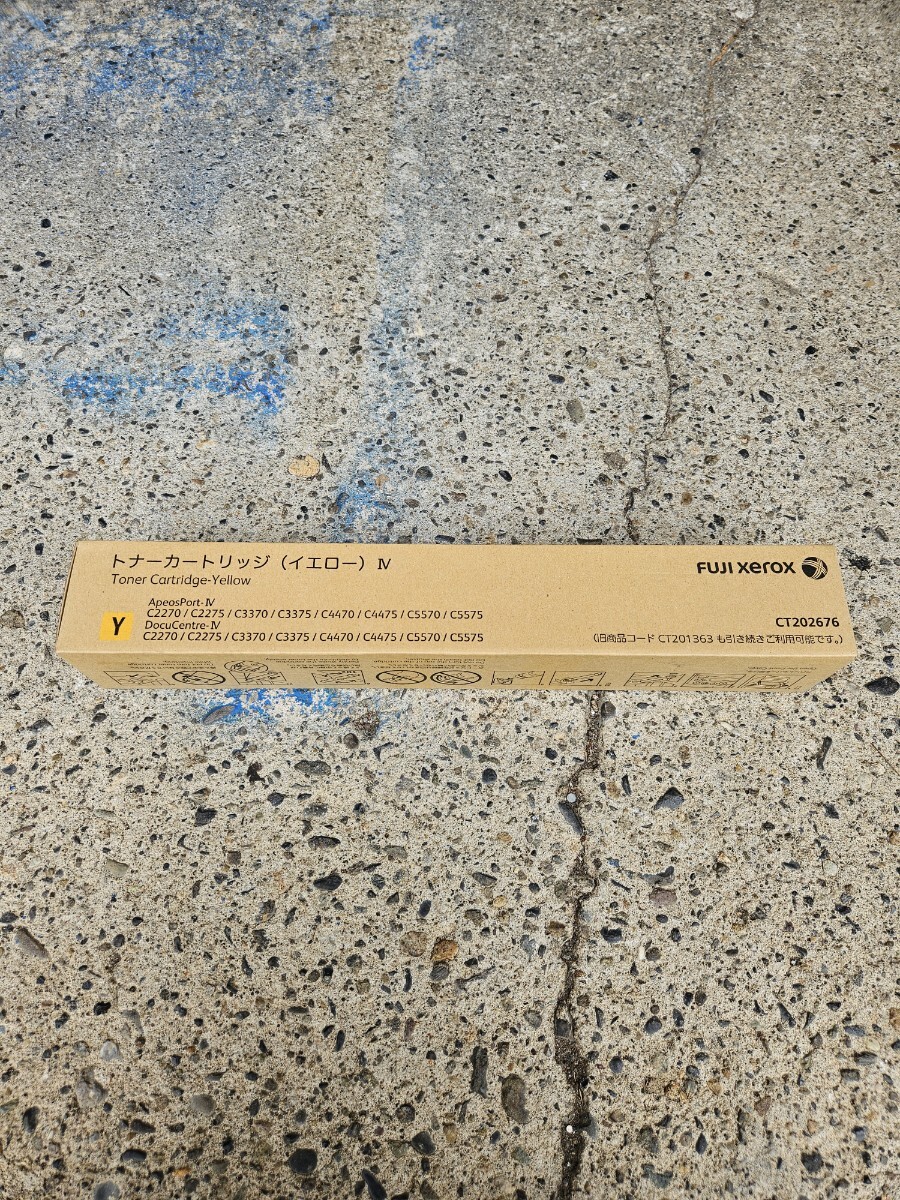 トナーカートリッジ（イエロー）Ⅳ
Toner Cartridge-Yellow
FUJI xerox
Y
ApeosPort-Ⅳ
C2270 / C2275 / C3370 / C3375 / C4470 / C4475 / C5570 / C5575
DocuCentre-Ⅳ
C2270 / C2275 / C3370 / C3375 / C4470 / C4475 / C5570 / C5575
CT202676
（旧商品コード CT201363 も引き続きご利用可能です。）